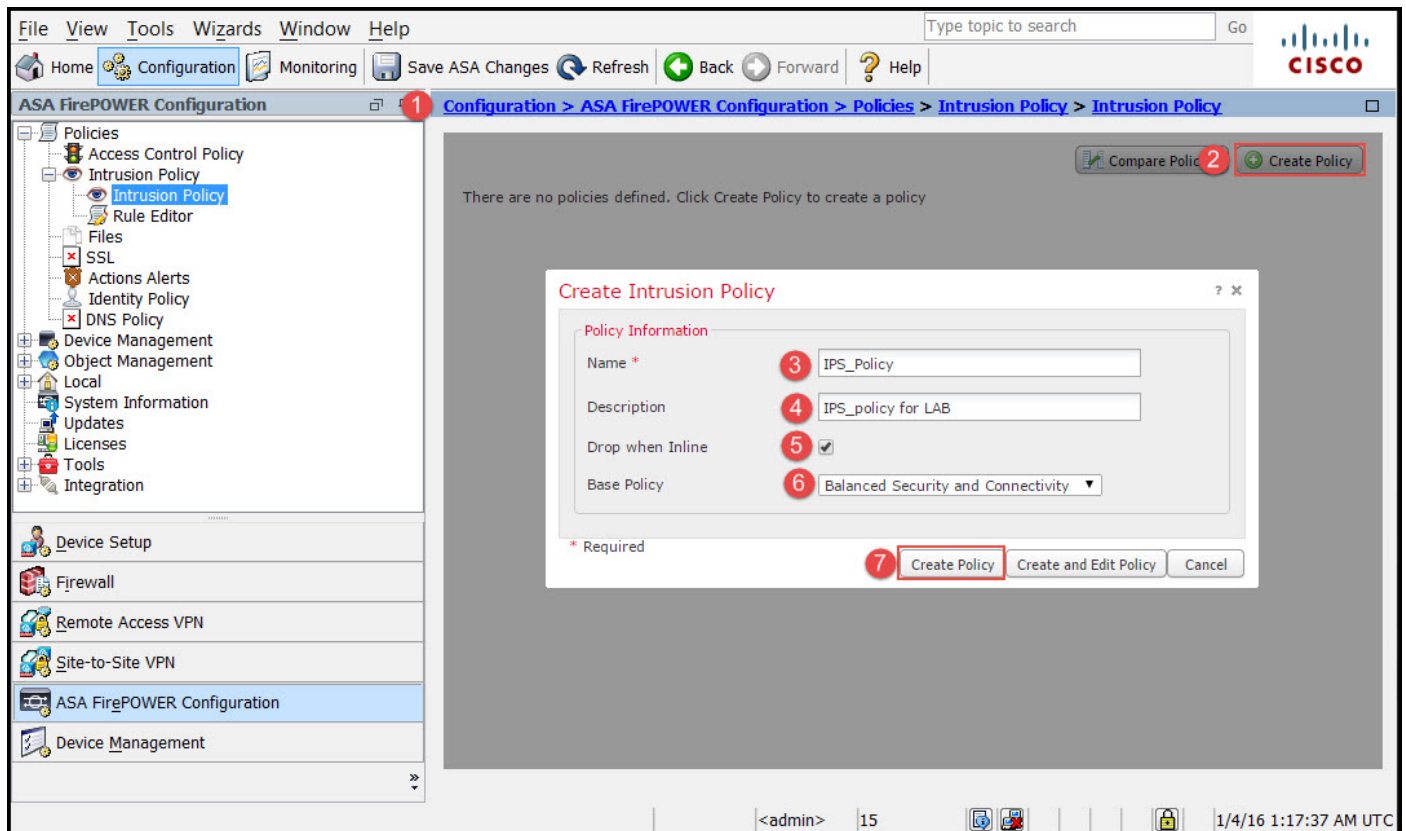 File View Tools Wizards Window Help
Type topic to search Go
Home Configuration Monitoring Save ASA Changes Refresh Back Forward Help
CISCO
ASA FirePOWER Configuration
1 Configuration > ASA FirePOWER Configuration > Policies > Intrusion Policy > Intrusion Policy
Policies
Access Control Policy
Intrusion Policy
Intrusion Policy
Rule Editor
Files
SSL
Actions Alerts
Identity Policy
DNS Policy
Device Management
Object Management
Local
System Information
Updates
Licenses
Tools
Integration
Device Setup
Firewall
Remote Access VPN
Site-to-Site VPN
ASA FirePOWER Configuration
Device Management
Compare Polic 2 Create Policy
There are no policies defined. Click Create Policy to create a policy
Create Intrusion Policy ?
Policy Information
Name * 3 IPS_Policy
Description 4 IPS_policy for LAB
Drop when Inline 5
Base Policy 6 Balanced Security and Connectivity
* Required
7 Create Policy Create and Edit Policy Cancel
<admin> 15 1/4/16 1:17:37 AM UTC